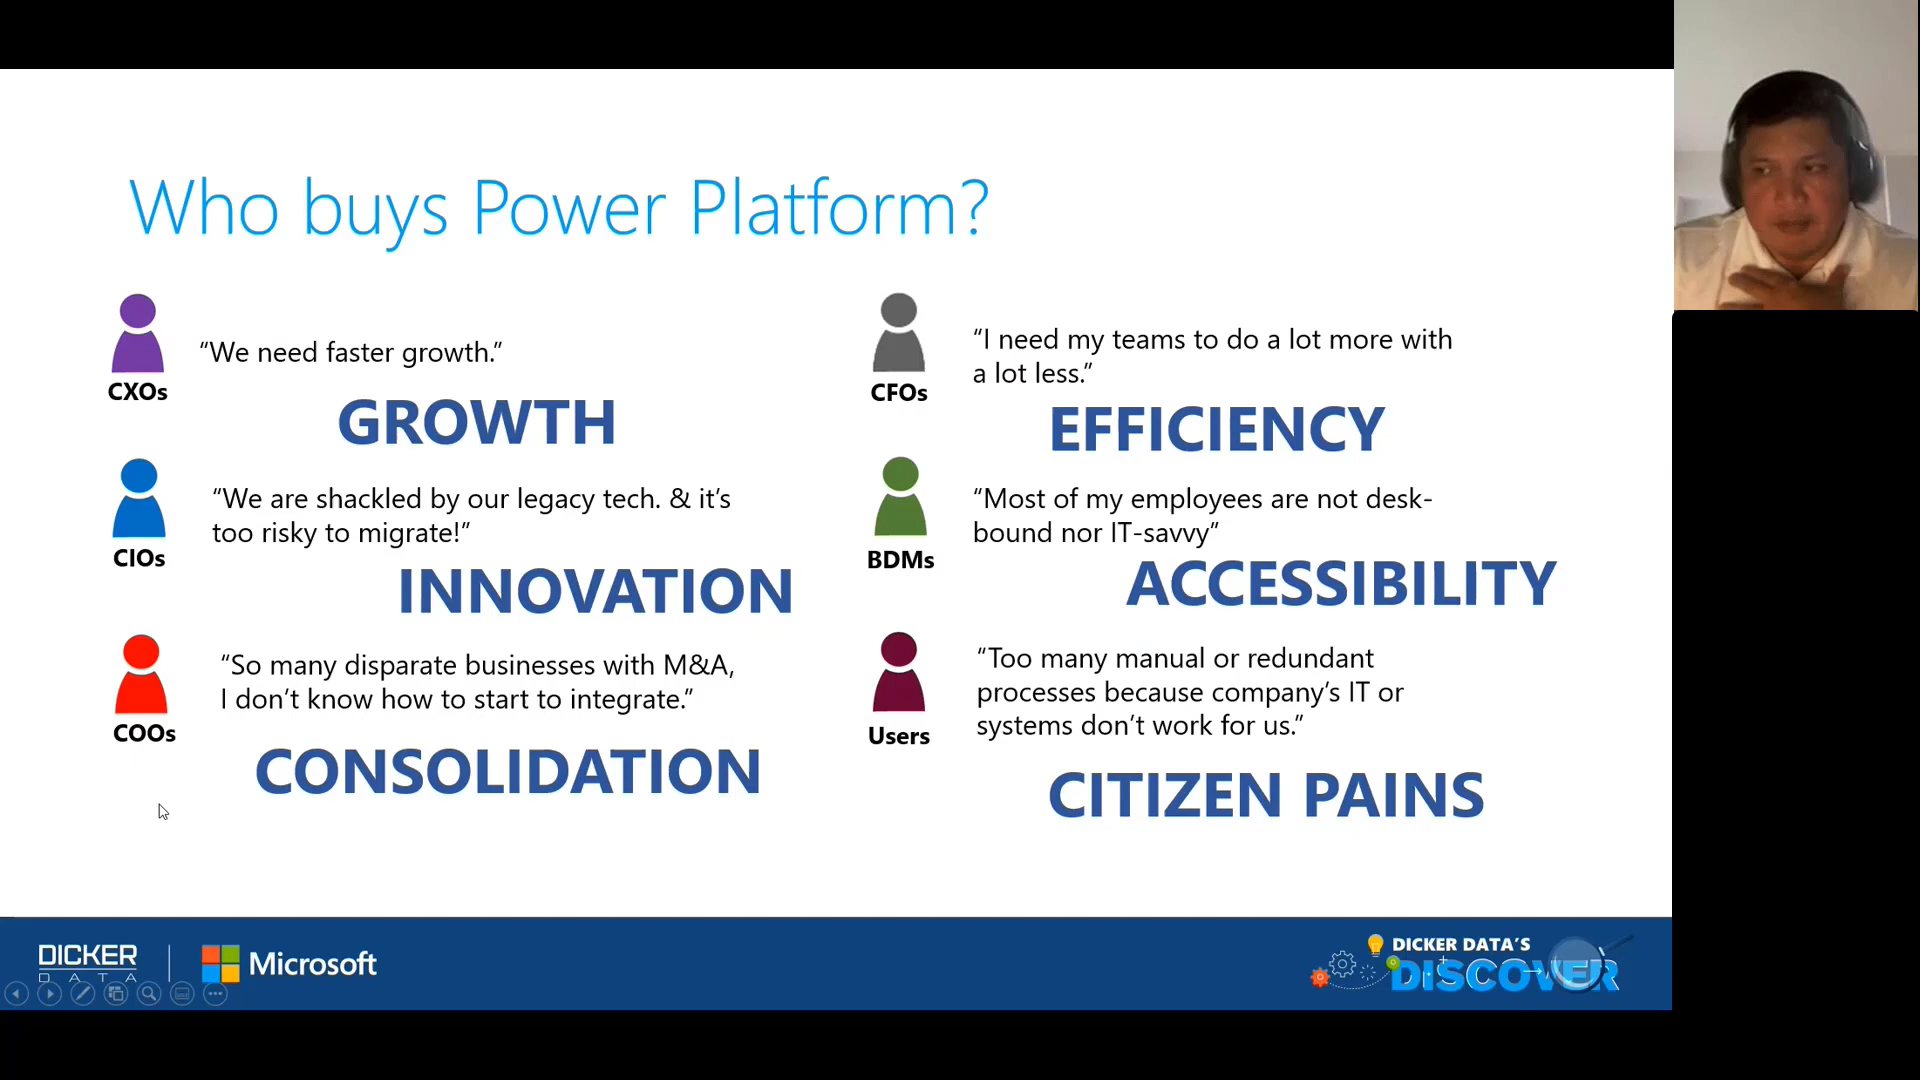 Who buys Power Platform?
CXOs
“We need faster growth.”
GROWTH
CIOs
“We are shackled by our legacy tech. & it’s
too risky to migrate!”
INNOVATION
COOs
“So many disparate businesses with M&A,
I don’t know how to start to integrate.”
CONSOLIDATION
CFOs
“I need my teams to do a lot more with
a lot less.”
EFFICIENCY
BDMs
“Most of my employees are not desk-
bound nor IT-savvy”
ACCESSIBILITY
Users
“Too many manual or redundant
processes because company’s IT or
systems don’t work for us.”
CITIZEN PAINS
DICKER
DATA
Microsoft
DICKER DATA’S
DISCOVER